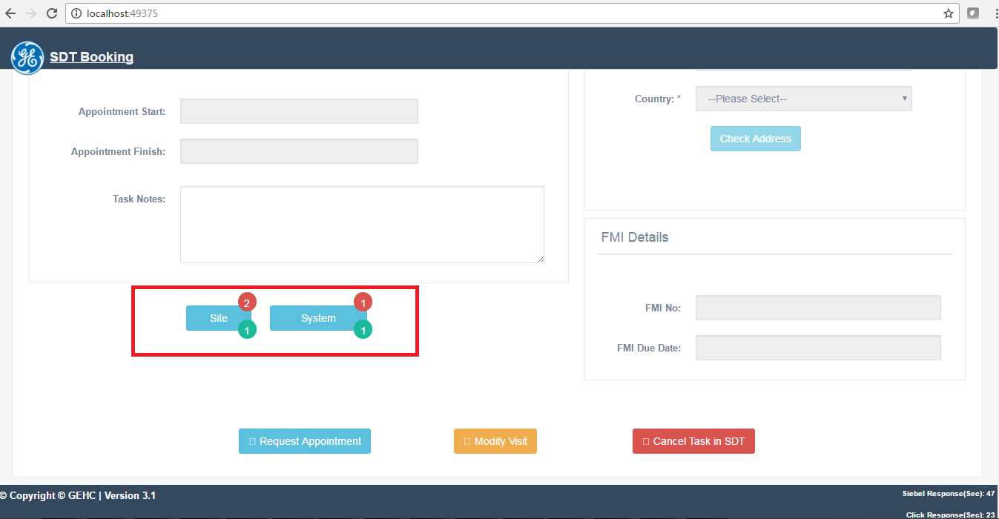 localhost:49375
SDT Booking
Appointment Start:
Appointment Finish:
Task Notes:
Country: *
--Please Select--
Check Address
FMI Details
FMI No:
FMI Due Date:
Site
2
1
System
1
1
Request Appointment
Modify Visit
Cancel Task in SDT
© Copyright © GEHC | Version 3.1
Siebel Response(Sec): 47
Click Response(Sec): 23